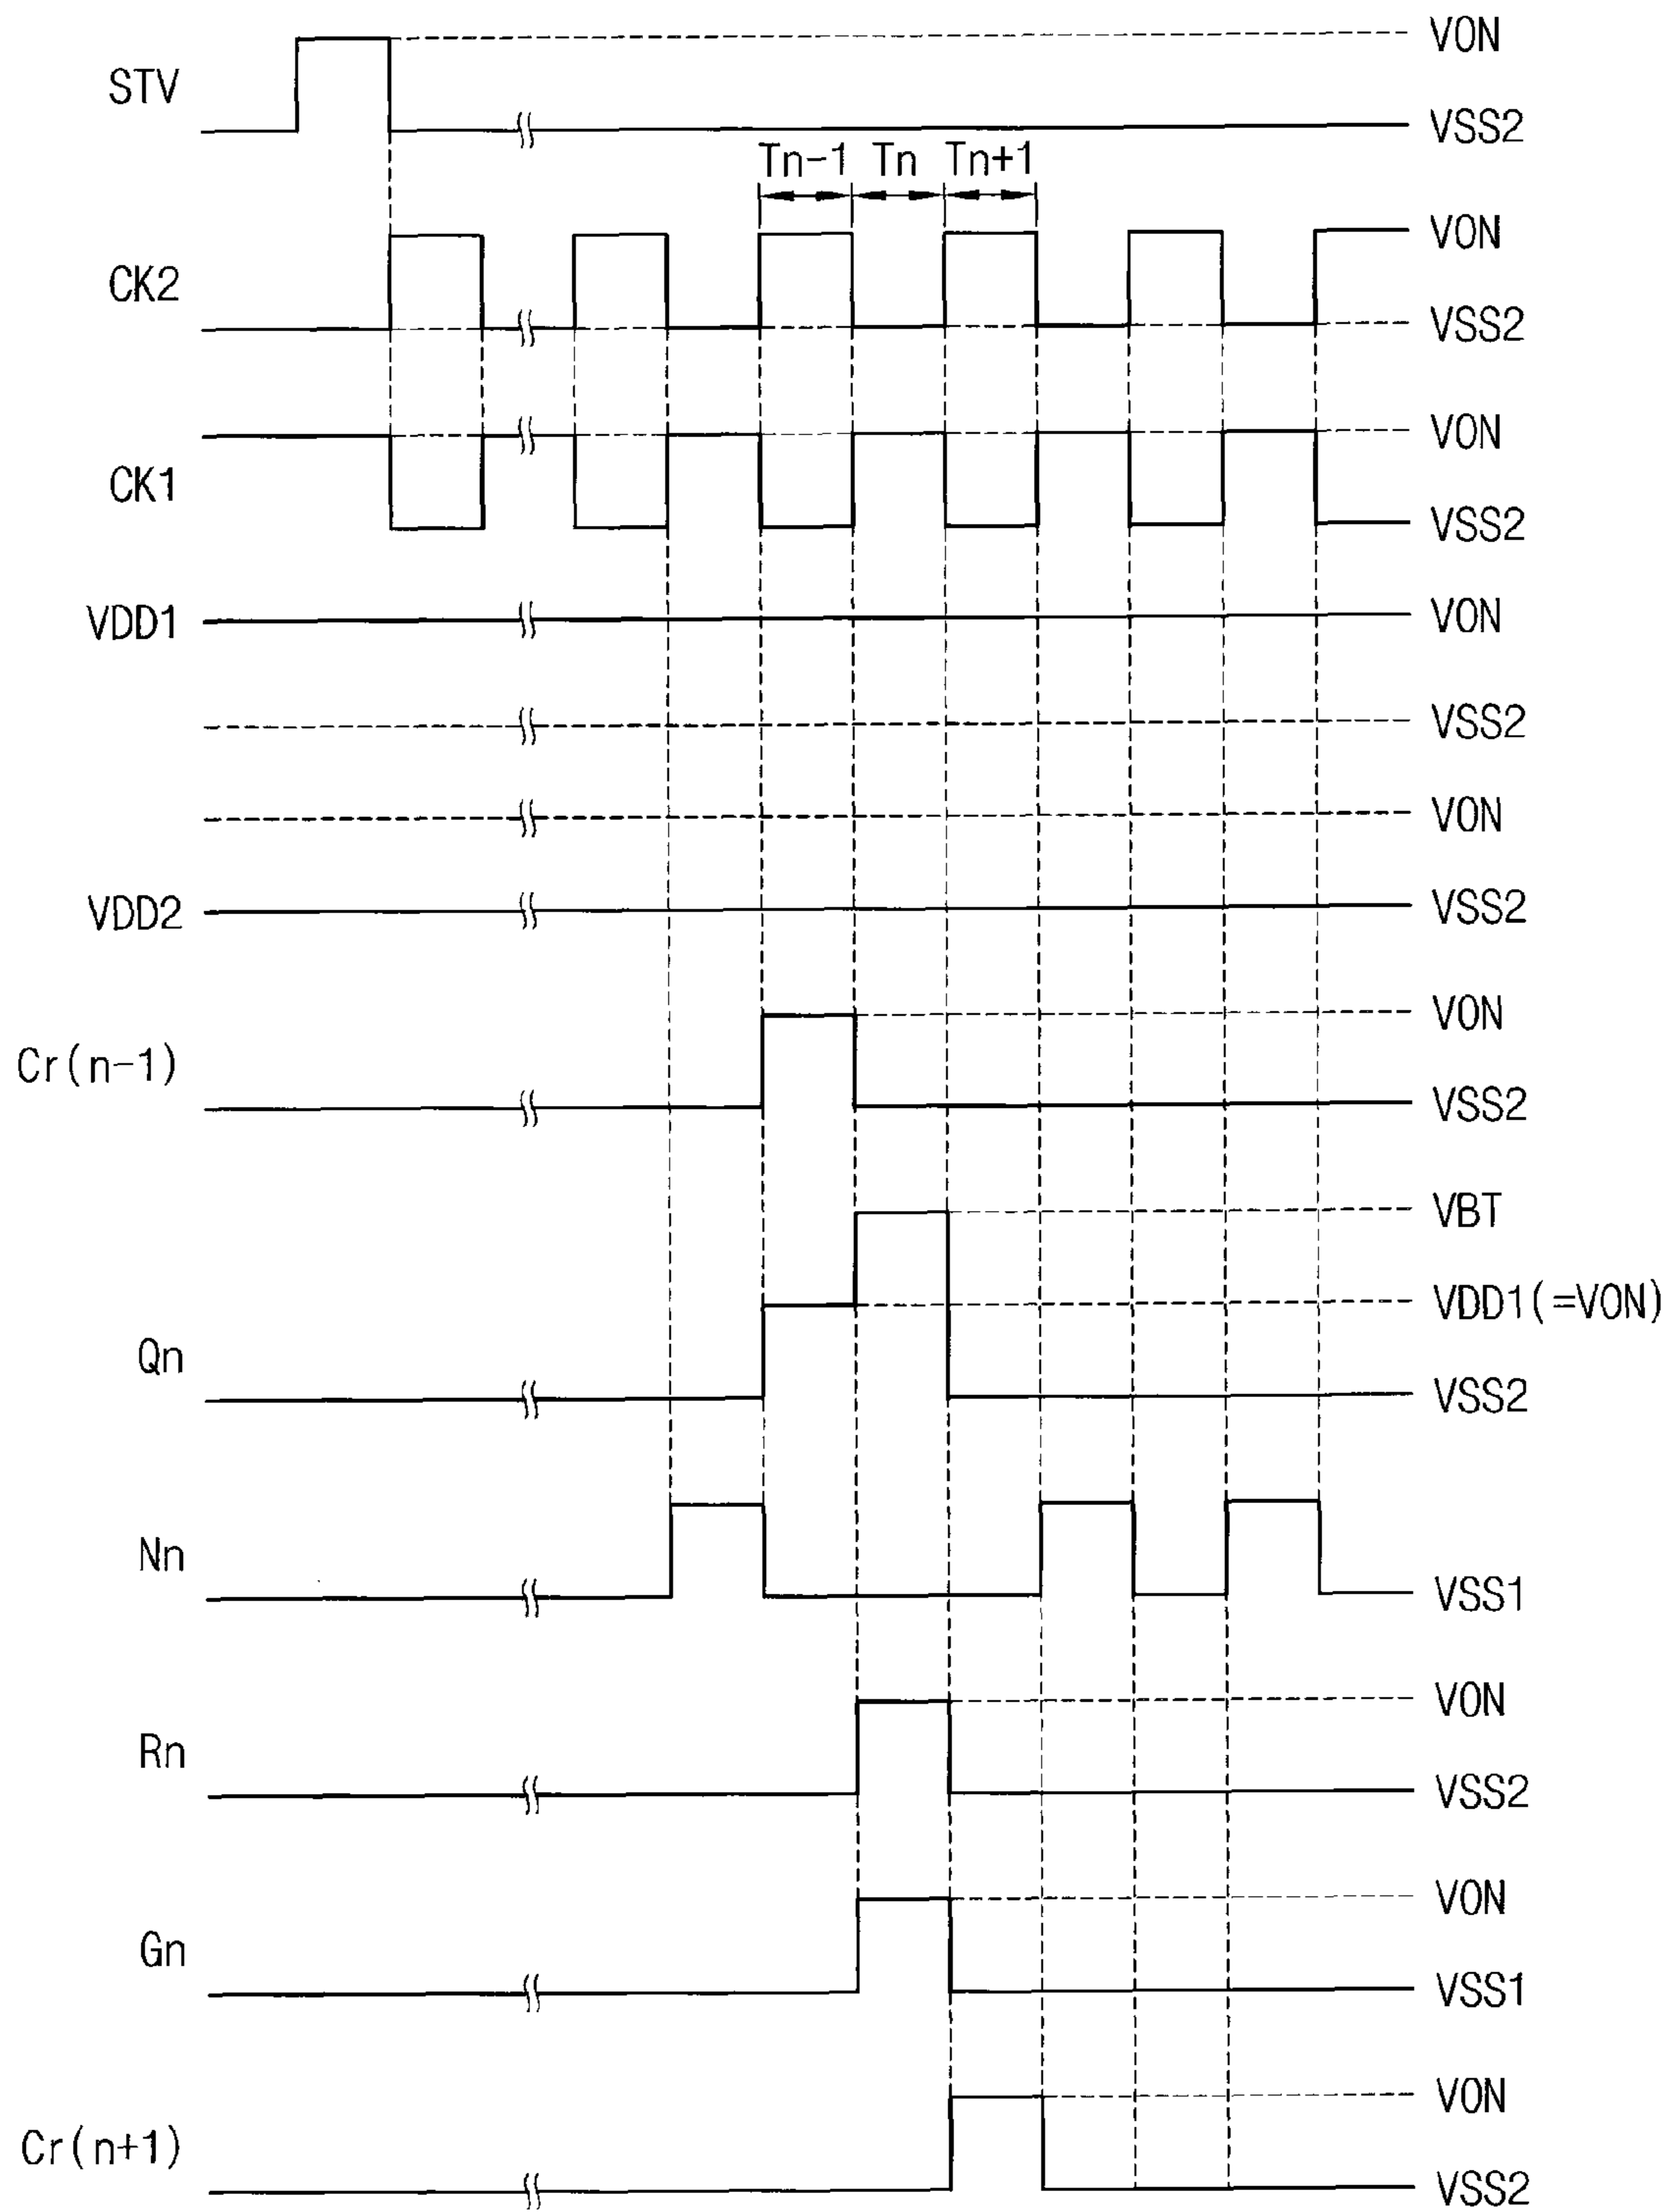 VON
STV
VSS2
Tn-1 Tn Tn+1
VON
CK2
VSS2
VON
CK1
VSS2
VDD1 VON
VSS2
VON
VDD2 VSS2
VON
Cr(n-1)
VSS2
VBT
VDD1(=VON)
Qn
VSS2
Nn
VSS1
VON
Rn
VSS2
VON
Gn
VSS1
VON
Cr(n+1)
VSS2